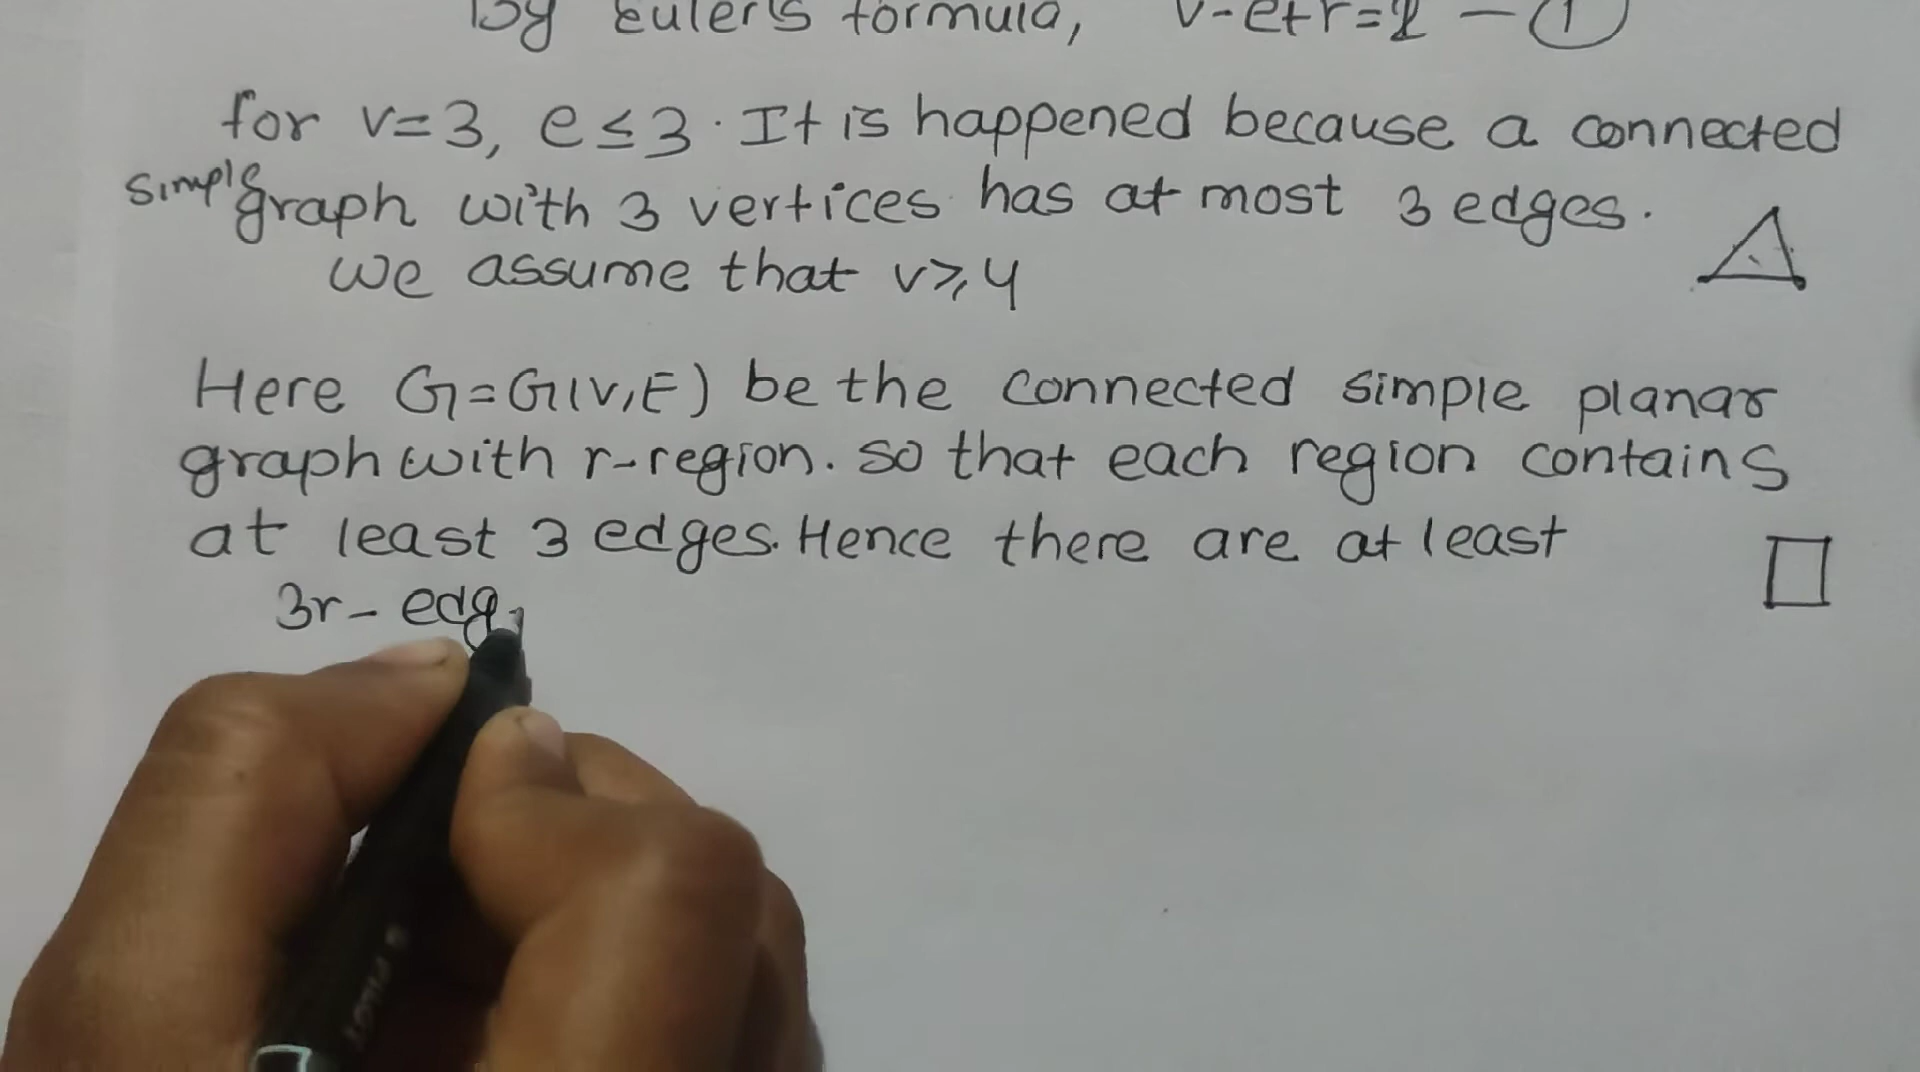 By Euler's formula, v-e+r=2 - 1
for v=3, e≤3. It is happened because a connected
simple graph with 3 vertices has at most 3 edges.
we assume that v≥4
Here G=G(V,E) be the connected simple planar
graph with r-region. so that each region contains
at least 3 edges. Hence there are at least
3r- edg
PILOT